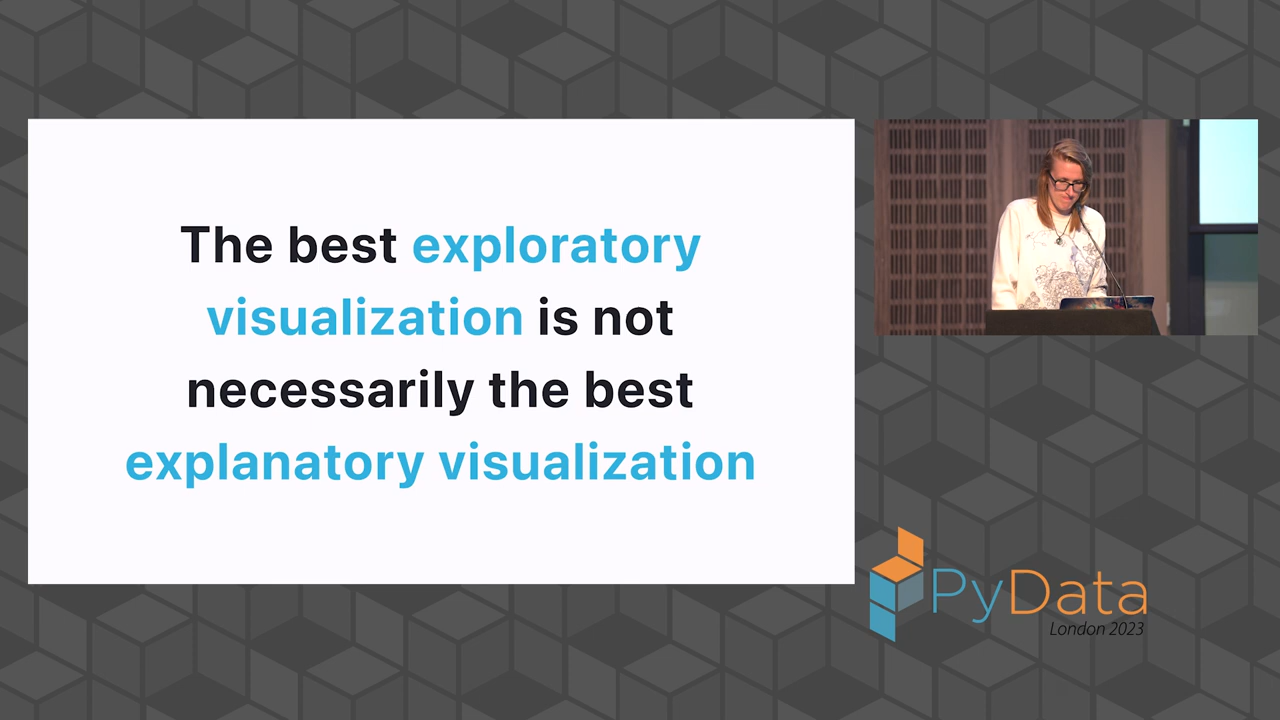 The best exploratory
visualization is not
necessarily the best
explanatory visualization
PyData
London 2023